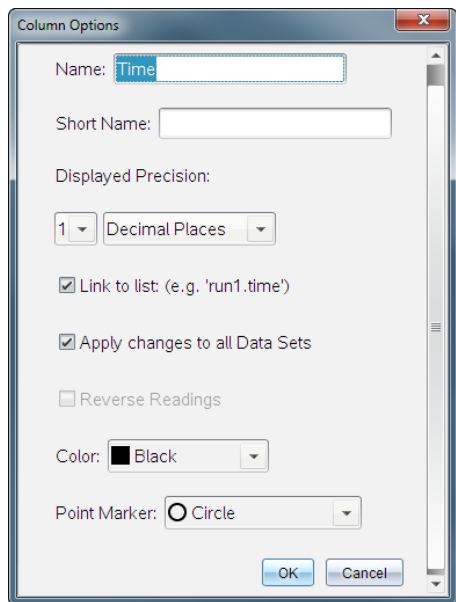 Column Options
Name: Time
Short Name:
Displayed Precision:
1 Decimal Places
Link to list: (e.g. 'run1.time')
Apply changes to all Data Sets
Reverse Readings
Color: Black
Point Marker: Circle
OK Cancel